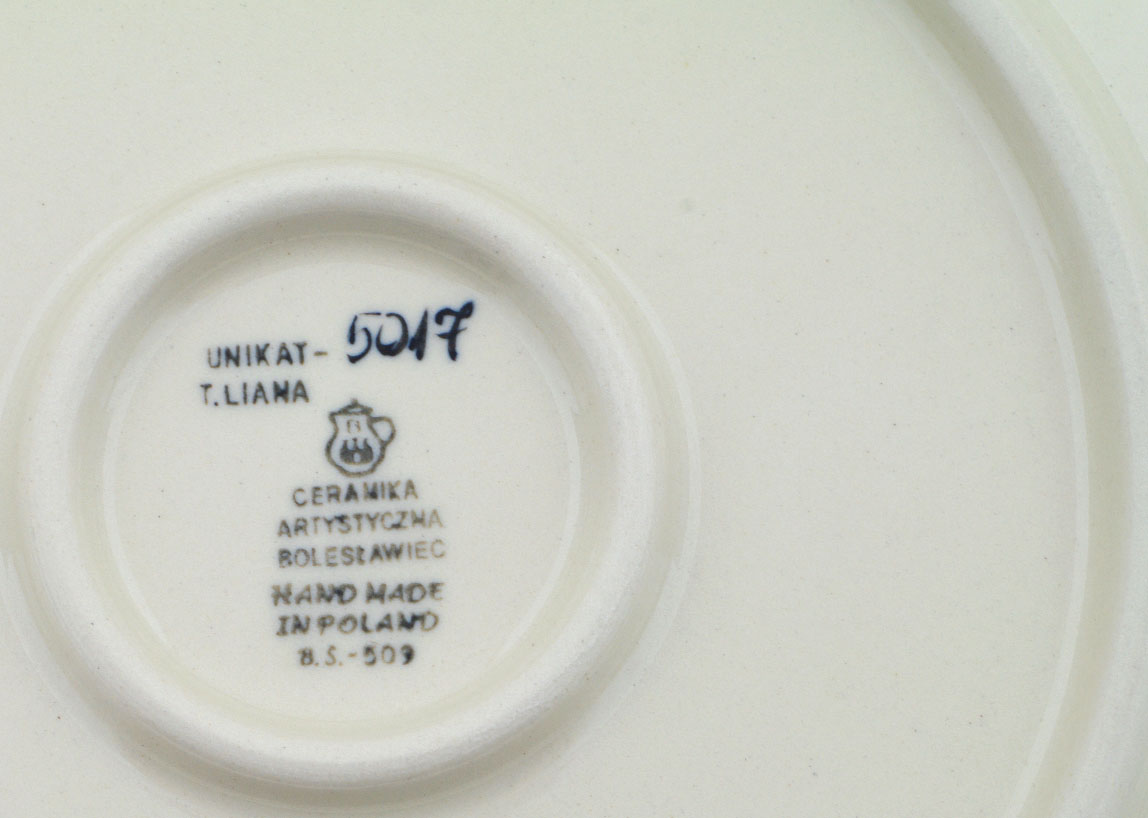 UNIKAT- 5017
T.LIANA
CERAMIKA
ARTYSTYCZNA
BOLESŁAWIEC
HAND MADE
IN POLAND
B.S.-509